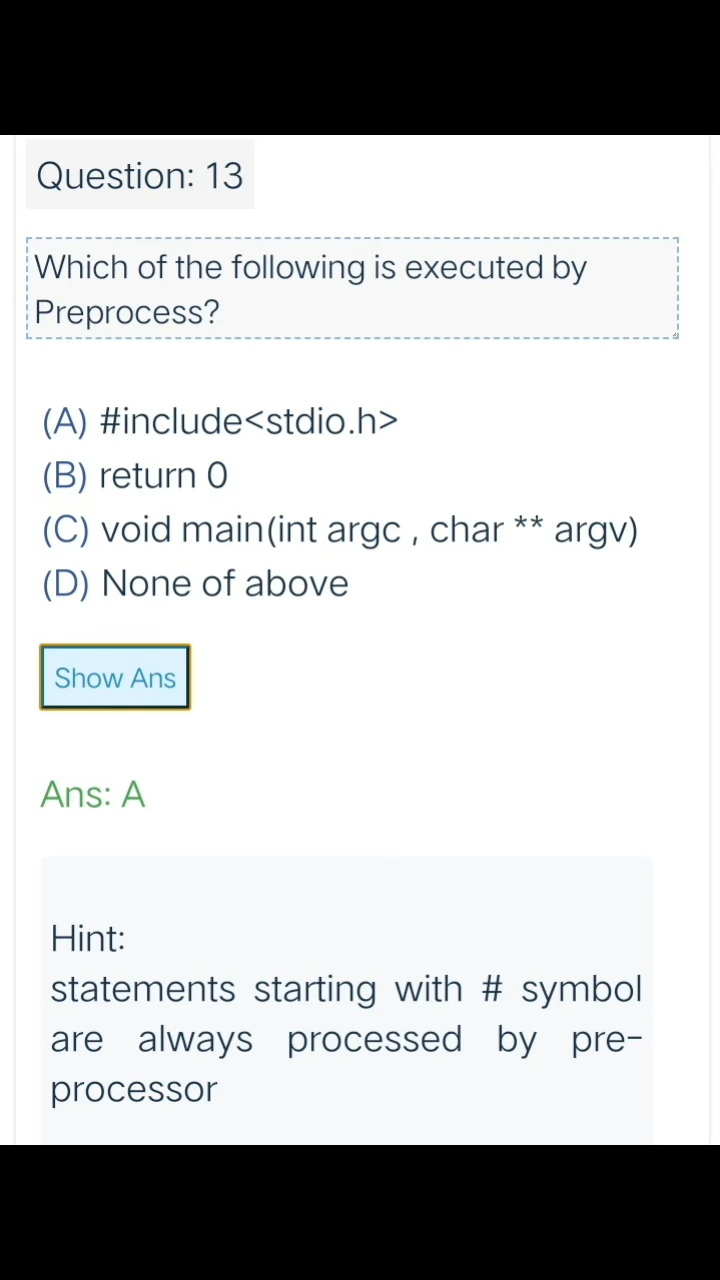 Question: 13
Which of the following is executed by
Preprocess?
(A) #include<stdio.h>
(B) return 0
(C) void main(int argc , char ** argv)
(D) None of above
Show Ans
Ans: A
Hint:
statements starting with # symbol
are always processed by pre-
processor